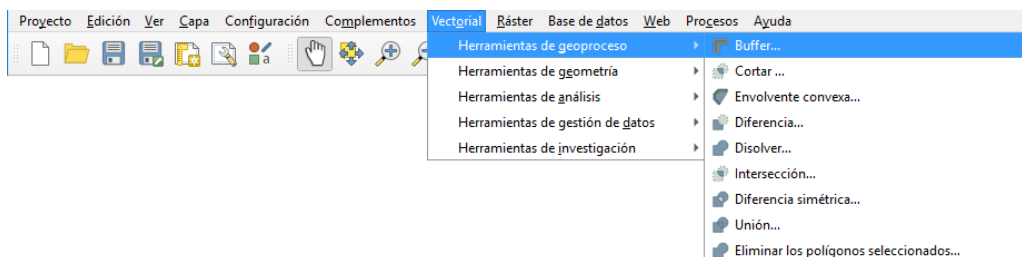 Proyecto Edición Ver Capa Configuración Complementos Vectorial Ráster Base de datos Web Procesos Ayuda
a
Herramientas de geoproceso
Herramientas de geometría
Herramientas de análisis
Herramientas de gestión de datos
Herramientas de investigación
Buffer...
Cortar ...
Envolvente convexa...
Diferencia...
Disolver...
Intersección...
Diferencia simétrica...
Unión...
Eliminar los polígonos seleccionados...